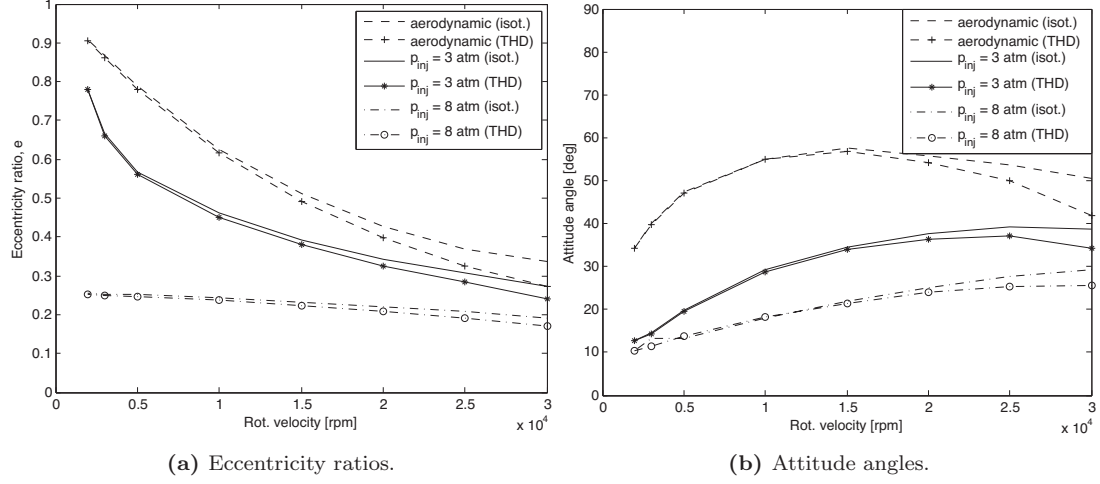 1
0.9
0.8
0.7
0.6
0.5
0.4
0.3
0.2
0.1
0
Eccentricity ratio, e
0 0.5 1 1.5 2 2.5 3
x 10^4
Rot. velocity [rpm]
aerodynamic (isot.)
aerodynamic (THD)
p_inj = 3 atm (isot.)
p_inj = 3 atm (THD)
p_inj = 8 atm (isot.)
p_inj = 8 atm (THD)
(a) Eccentricity ratios.
90
80
70
60
50
40
30
20
10
0
Attitude angle [deg]
0 0.5 1 1.5 2 2.5 3
x 10^4
Rot. velocity [rpm]
aerodynamic (isot.)
aerodynamic (THD)
p_inj = 3 atm (isot.)
p_inj = 3 atm (THD)
p_inj = 8 atm (isot.)
p_inj = 8 atm (THD)
(b) Attitude angles.